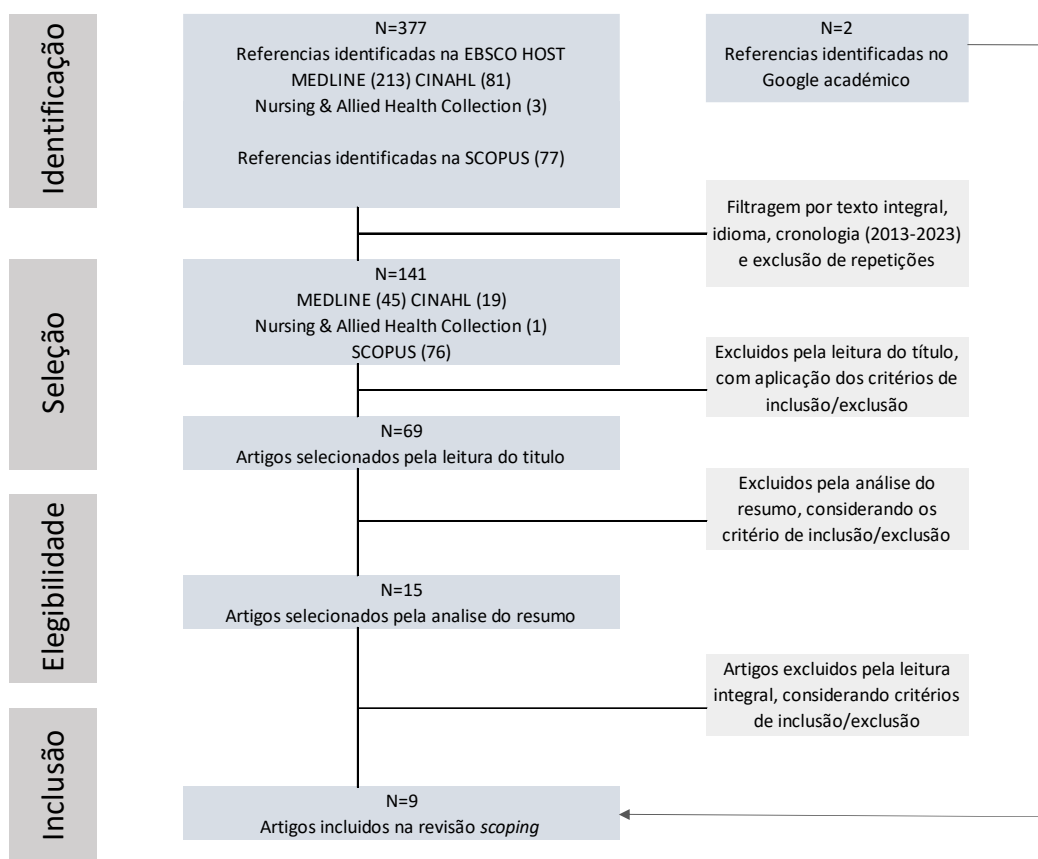 Identificação
N=377
Referencias identificadas na EBSCO HOST
MEDLINE (213) CINAHL (81)
Nursing & Allied Health Collection (3)
Referencias identificadas na SCOPUS (77)
N=2
Referencias identificadas no
Google académico
Filtragem por texto integral,
idioma, cronologia (2013-2023)
e exclusão de repetições
Seleção
N=141
MEDLINE (45) CINAHL (19)
Nursing & Allied Health Collection (1)
SCOPUS (76)
Excluidos pela leitura do título,
com aplicação dos critérios de
inclusão/exclusão
N=69
Artigos selecionados pela leitura do titulo
Elegibilidade
Excluidos pela análise do
resumo, considerando os
critério de inclusão/exclusão
N=15
Artigos selecionados pela analise do resumo
Artigos excluidos pela leitura
integral, considerando critérios
de inclusão/exclusão
Inclusão
N=9
Artigos incluidos na revisão scoping